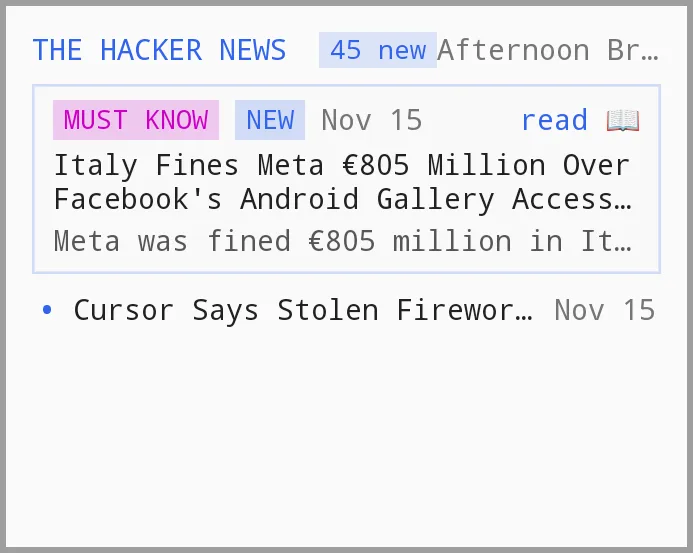 THE HACKER NEWS 45 new Afternoon Br…
MUST KNOW NEW Nov 15 read 📖
Italy Fines Meta €805 Million Over
Facebook's Android Gallery Access…
Meta was fined €805 million in It…
• Cursor Says Stolen Firewor… Nov 15